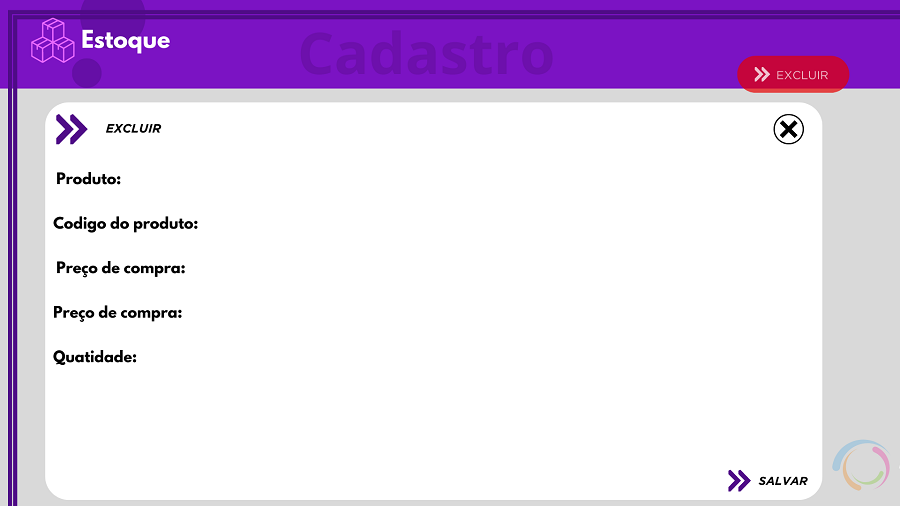 Estoque
Cadastro
EXCLUIR
EXCLUIR
Produto:
Codigo do produto:
Preço de compra:
Preço de compra:
Quatidade:
SALVAR